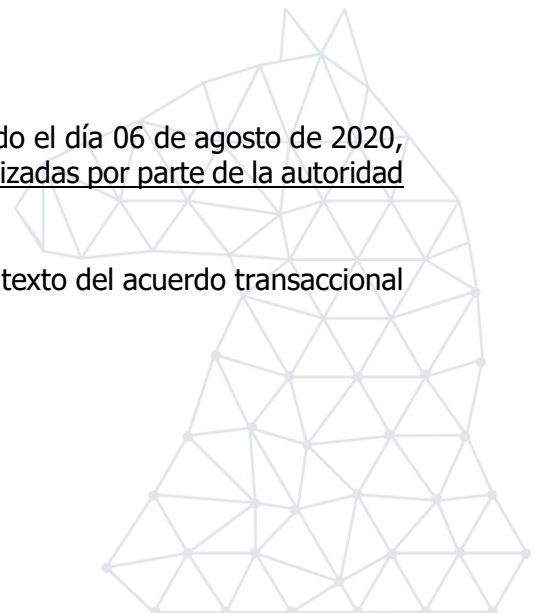 do el día 06 de agosto de 2020,
izadas por parte de la autoridad
texto del acuerdo transaccional